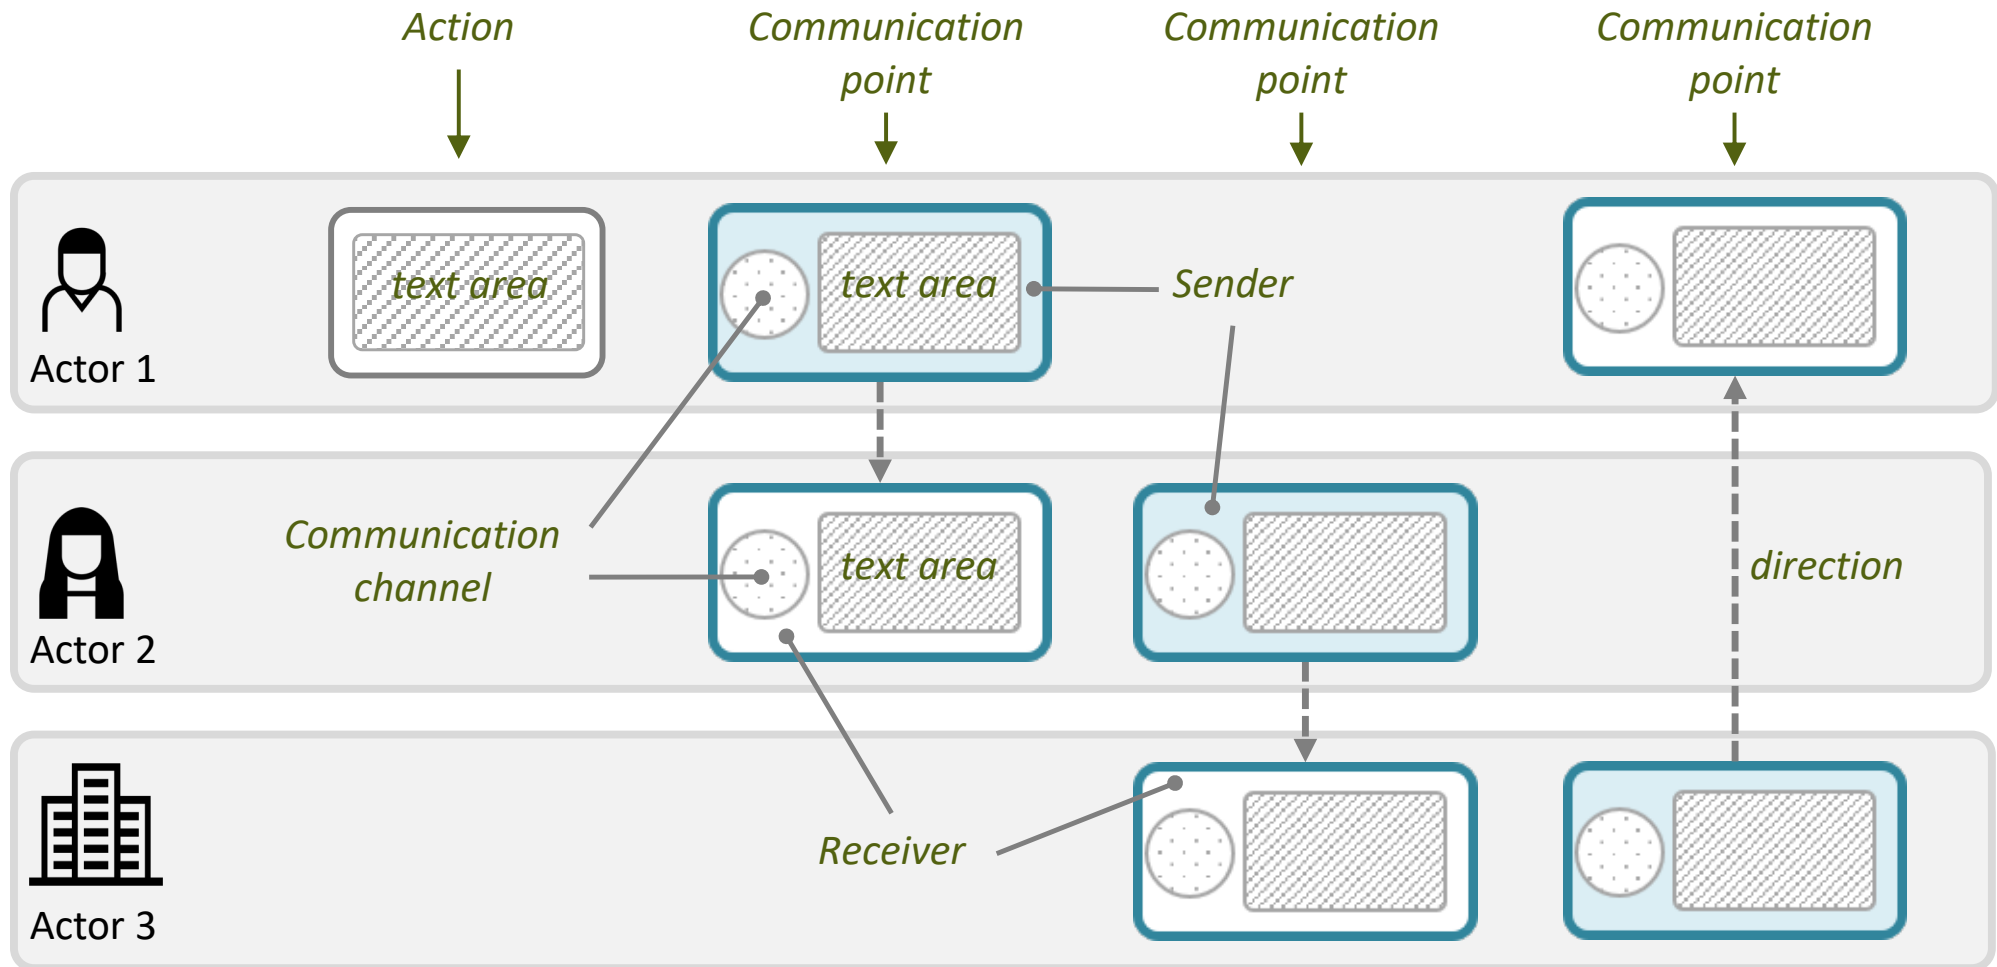 Action
Communication
point
Communication
point
Communication
point
text area
text area
Sender
Actor 1
Communication
channel
text area
direction
Actor 2
Receiver
Actor 3